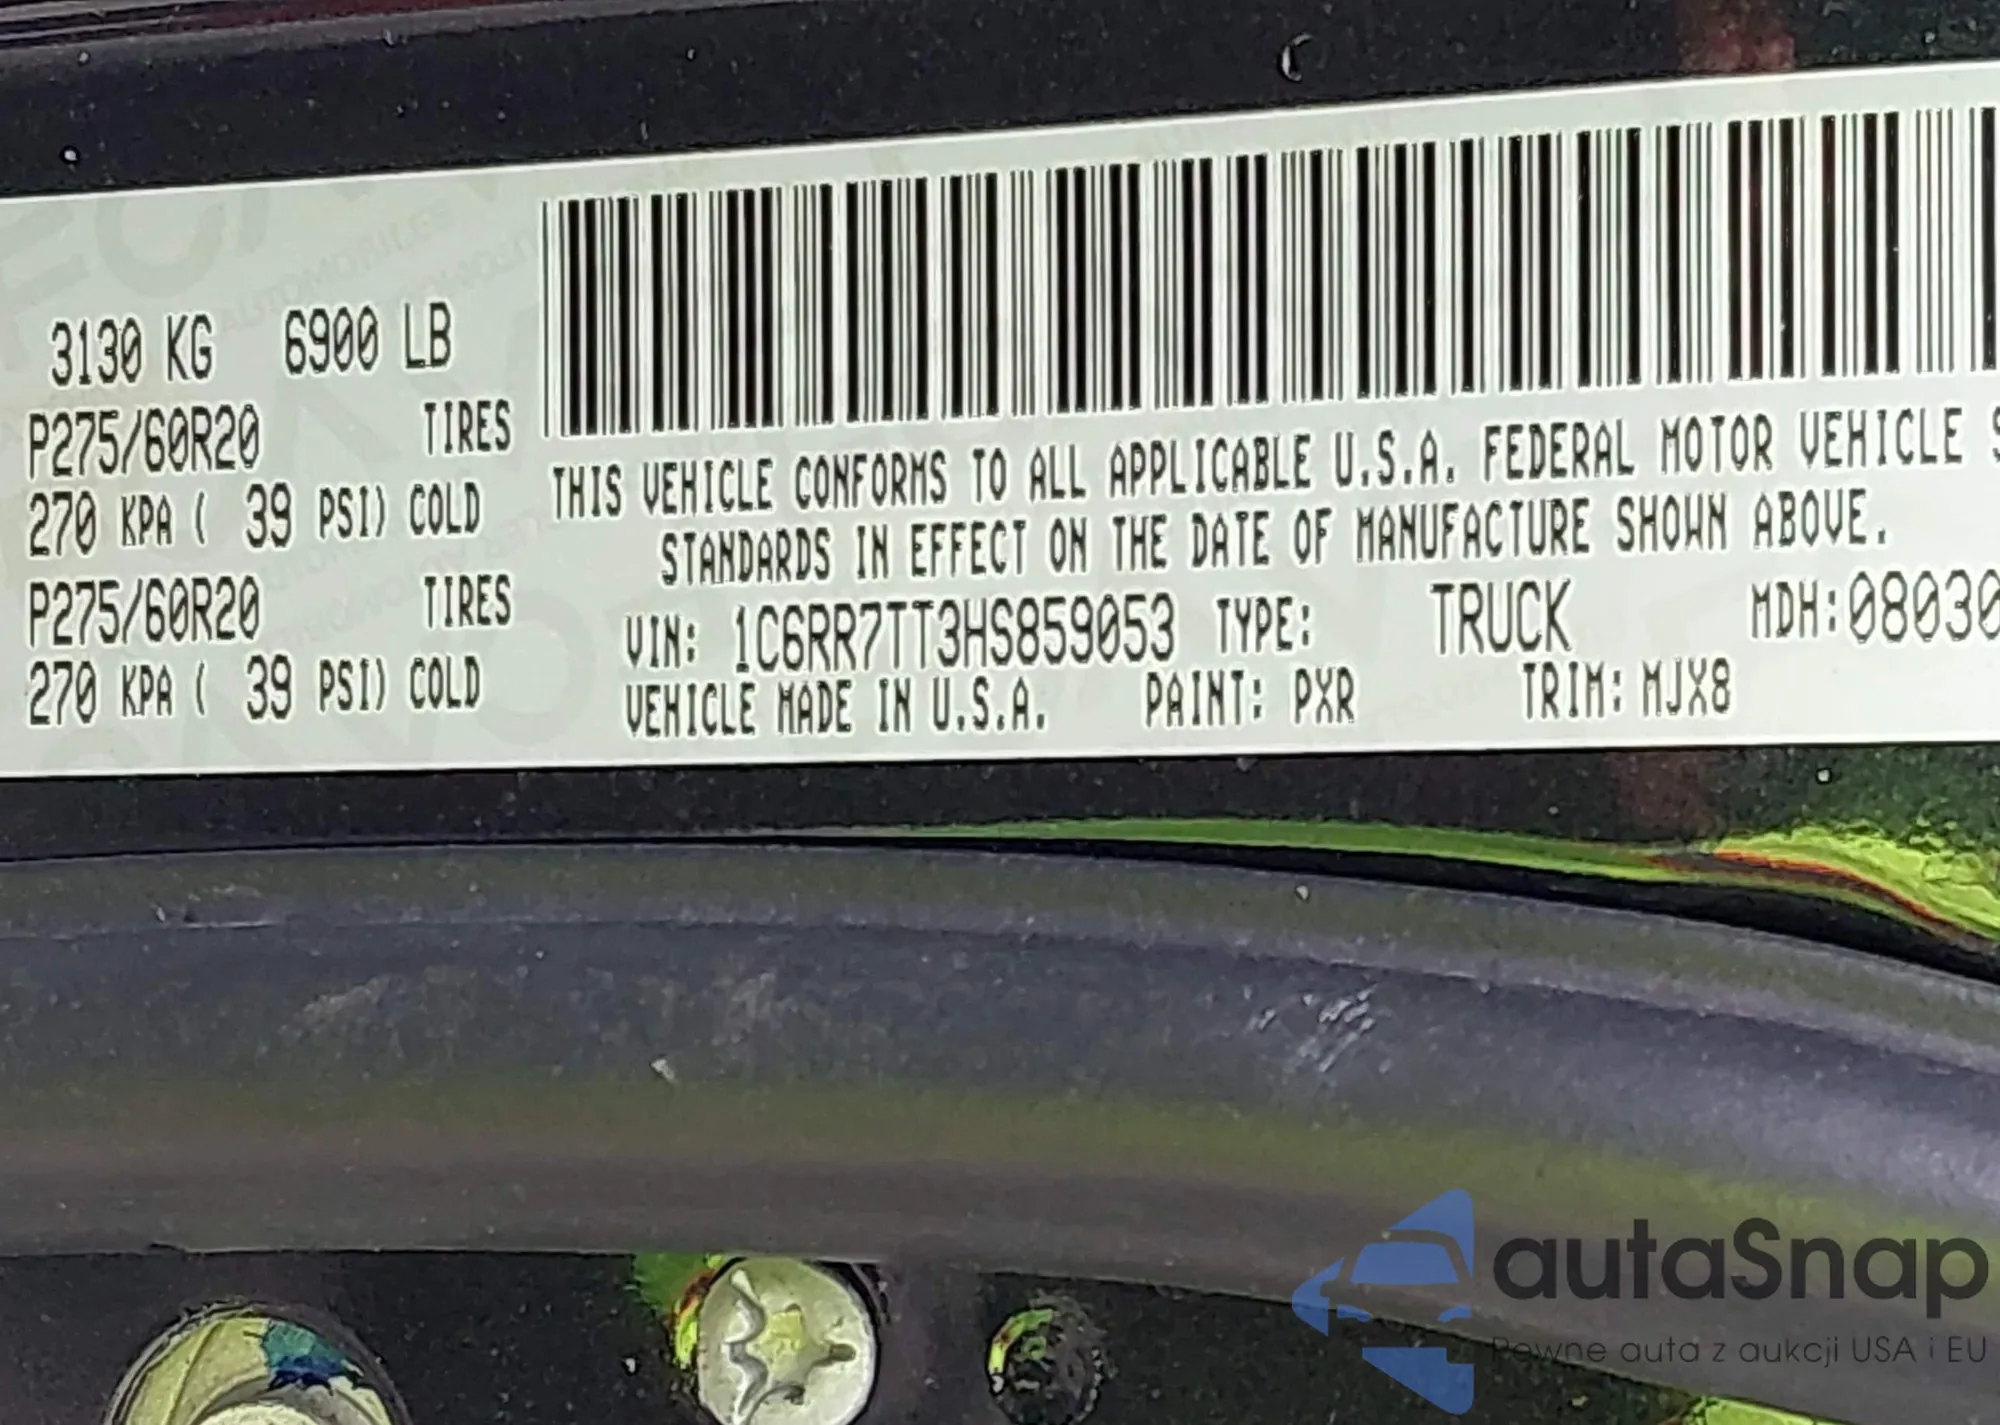 3130 KG 6900 LB
P275/60R20 TIRES
270 KPA ( 39 PSI) COLD
P275/60R20 TIRES
270 KPA ( 39 PSI) COLD
THIS VEHICLE CONFORMS TO ALL APPLICABLE U.S.A. FEDERAL MOTOR VEHICLE S
STANDARDS IN EFFECT ON THE DATE OF MANUFACTURE SHOWN ABOVE.
VIN: 1C6RR7TT3HS859053 TYPE: TRUCK MDH:08030
VEHICLE MADE IN U.S.A. PAINT: PXR TRIM: MJX8
autaSnap
Pewne auta z aukcji USA i EU